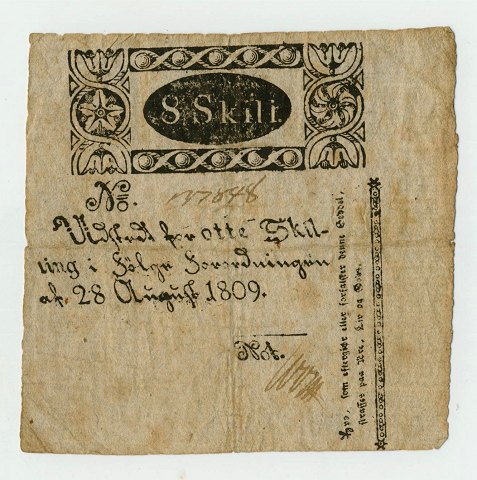 8 Skill.
No.
Udstedt for otte Skil-
ling i Følge Forordningen
af. 28 August 1809.
Not.
Hvo, som eftergiør eller forfalsker denne Seddel,
straffes paa Ære, Liv og Gods.